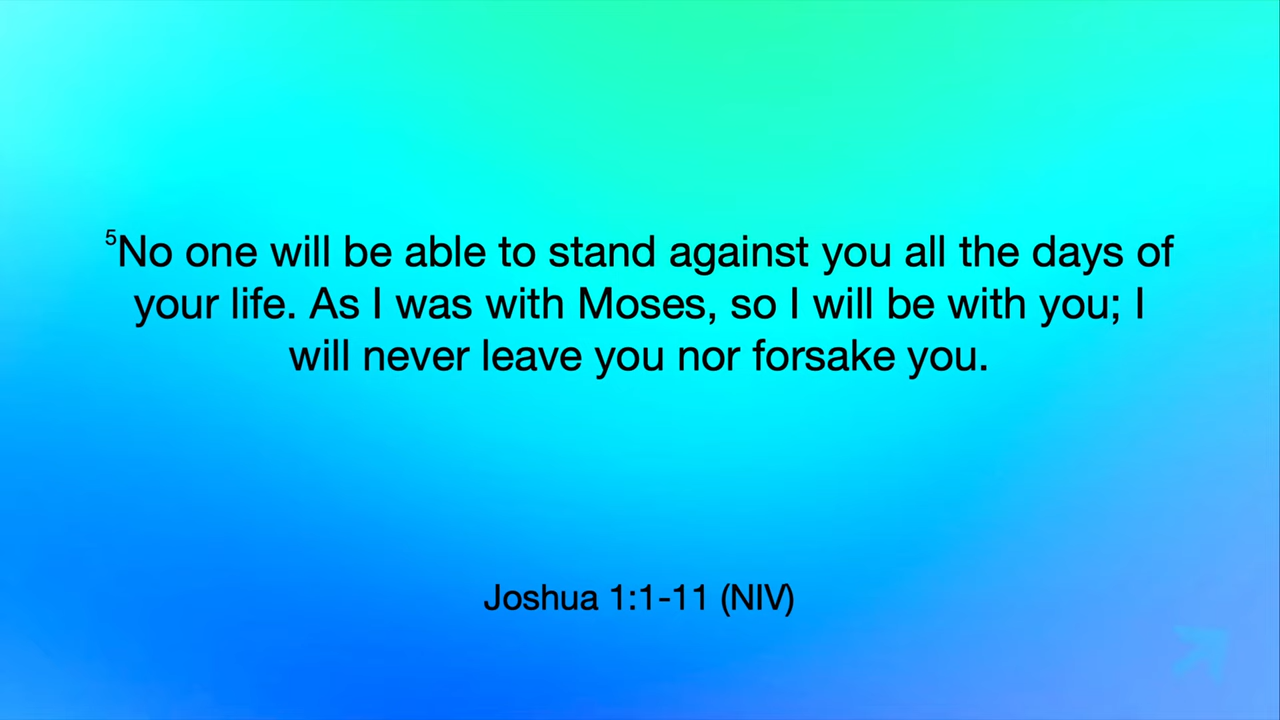 ⁵No one will be able to stand against you all the days of
your life. As I was with Moses, so I will be with you; I
will never leave you nor forsake you.
Joshua 1:1-11 (NIV)